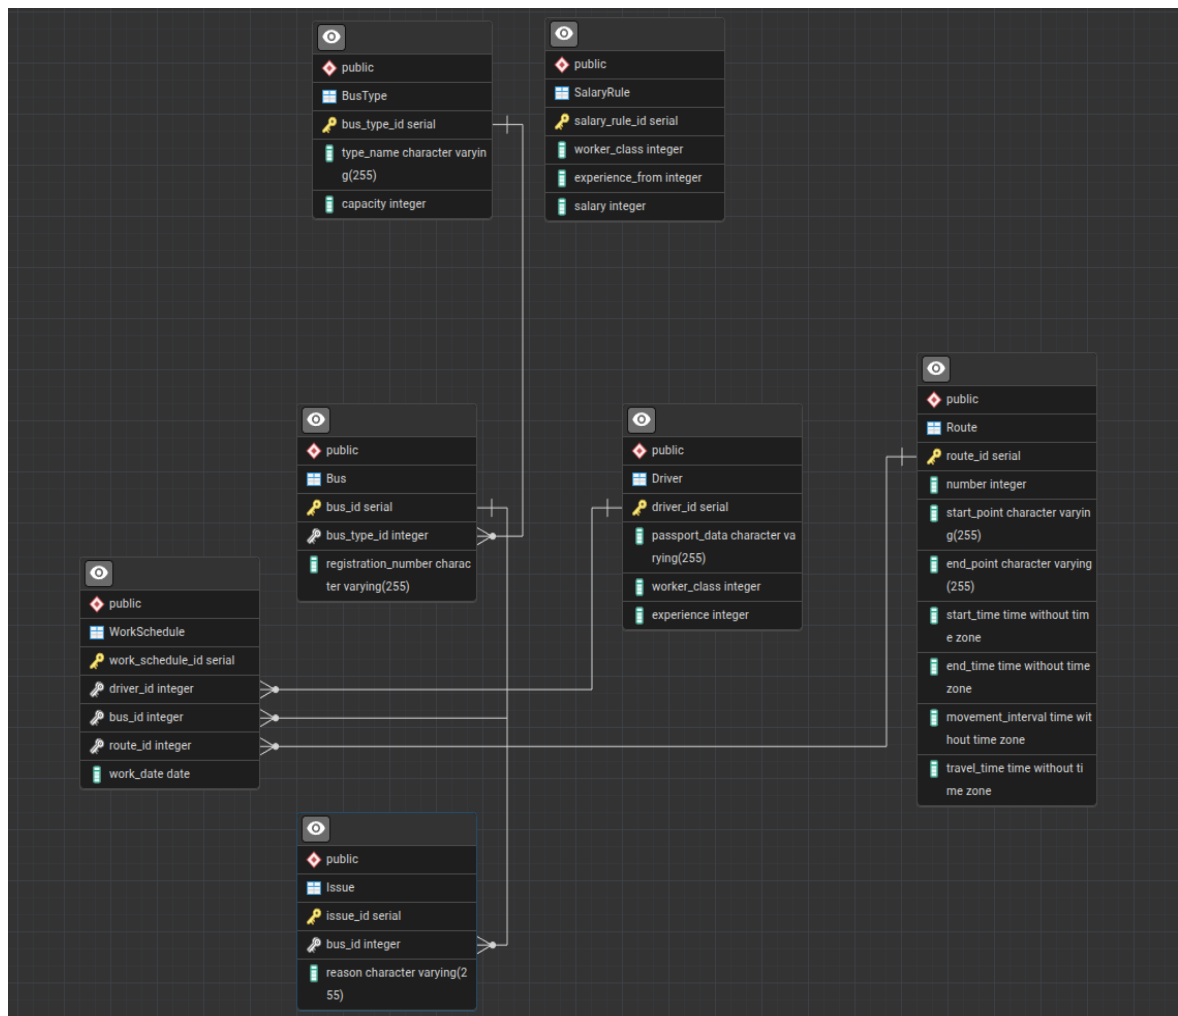 public
BusType
bus_type_id serial
type_name character varyin
g(255)
capacity integer
public
SalaryRule
salary_rule_id serial
worker_class integer
experience_from integer
salary integer
public
Bus
bus_id serial
bus_type_id integer
registration_number charac
ter varying(255)
public
Driver
driver_id serial
passport_data character va
rying(255)
worker_class integer
experience integer
public
Route
route_id serial
number integer
start_point character varyin
g(255)
end_point character varying
(255)
start_time time without tim
e zone
end_time time without time
zone
movement_interval time wit
hout time zone
travel_time time without ti
me zone
public
WorkSchedule
work_schedule_id serial
driver_id integer
bus_id integer
route_id integer
work_date date
public
Issue
issue_id serial
bus_id integer
reason character varying(2
55)